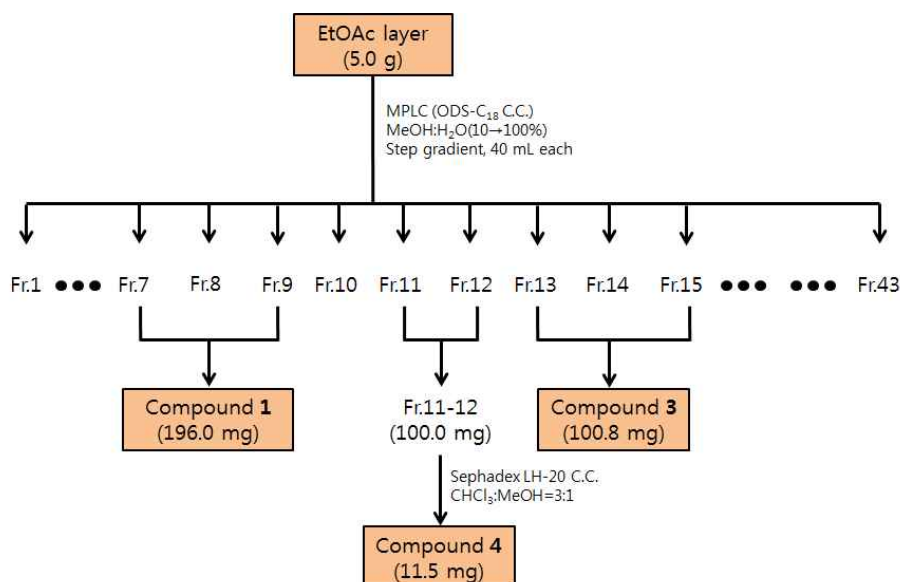 EtOAc layer
(5.0 g)
MPLC (ODS-C₁₈ C.C.)
MeOH:H₂O(10→100%)
Step gradient, 40 mL each
Fr.1 ●●● Fr.7 Fr.8 Fr.9 Fr.10 Fr.11 Fr.12 Fr.13 Fr.14 Fr.15 ●●● ●●● Fr.43
Compound 1
(196.0 mg)
Fr.11-12
(100.0 mg)
Compound 3
(100.8 mg)
Sephadex LH-20 C.C.
CHCl₃:MeOH=3:1
Compound 4
(11.5 mg)